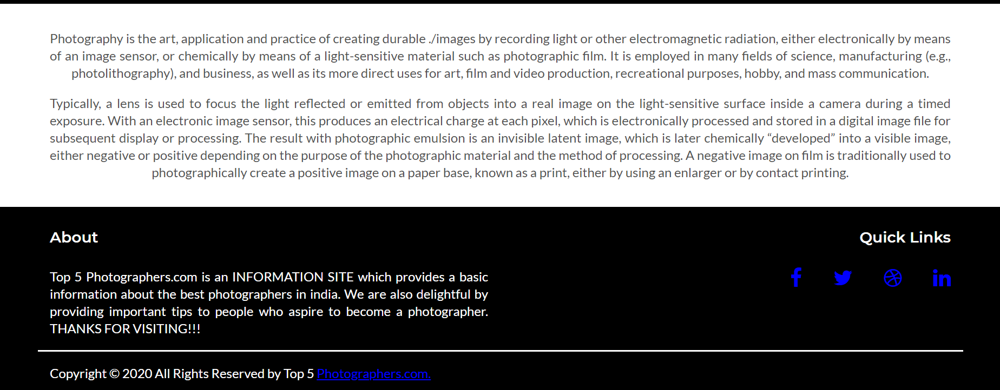 Photography is the art, application and practice of creating durable ./images by recording light or other electromagnetic radiation, either electronically by means
of an image sensor, or chemically by means of a light-sensitive material such as photographic film. It is employed in many fields of science, manufacturing (e.g.,
photolithography), and business, as well as its more direct uses for art, film and video production, recreational purposes, hobby, and mass communication.
Typically, a lens is used to focus the light reflected or emitted from objects into a real image on the light-sensitive surface inside a camera during a timed
exposure. With an electronic image sensor, this produces an electrical charge at each pixel, which is electronically processed and stored in a digital image file for
subsequent display or processing. The result with photographic emulsion is an invisible latent image, which is later chemically “developed” into a visible image,
either negative or positive depending on the purpose of the photographic material and the method of processing. A negative image on film is traditionally used to
photographically create a positive image on a paper base, known as a print, either by using an enlarger or by contact printing.
About
Top 5 Photographers.com is an INFORMATION SITE which provides a basic
information about the best photographers in india. We are also delightful by
providing important tips to people who aspire to become a photographer.
THANKS FOR VISITING!!!
Quick Links
Copyright © 2020 All Rights Reserved by Top 5 Photographers.com.